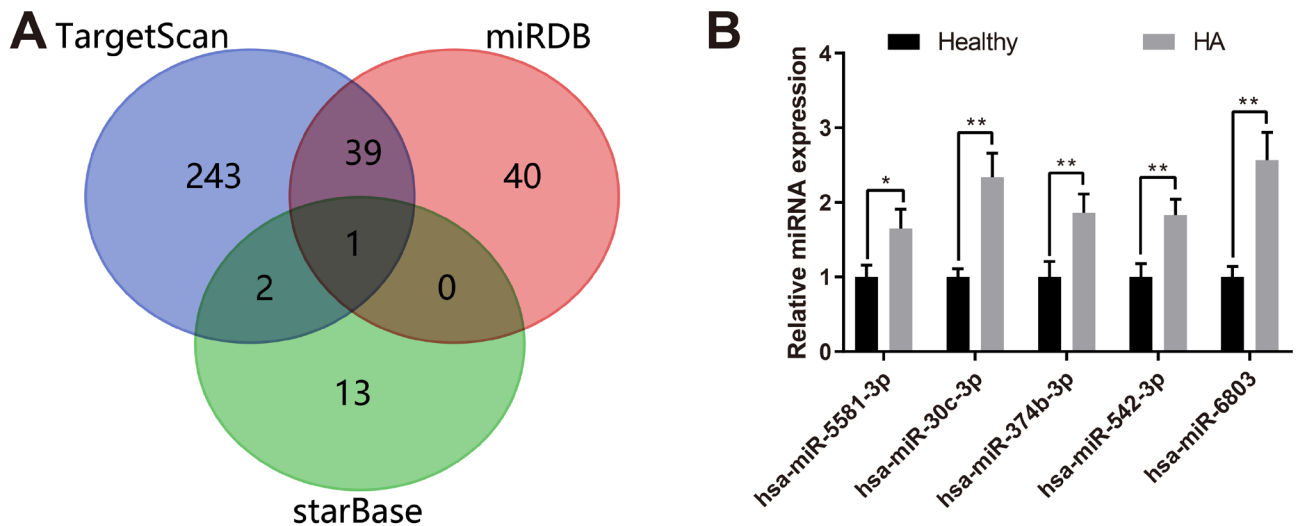 A
TargetScan
miRDB
243
39
40
1
2
0
13
starBase
B
Healthy
HA
Relative miRNA expression
4
3
2
1
0
*
**
**
**
**
hsa-miR-5581-3p
hsa-miR-30c-3p
hsa-miR-374b-3p
hsa-miR-542-3p
hsa-miR-6803